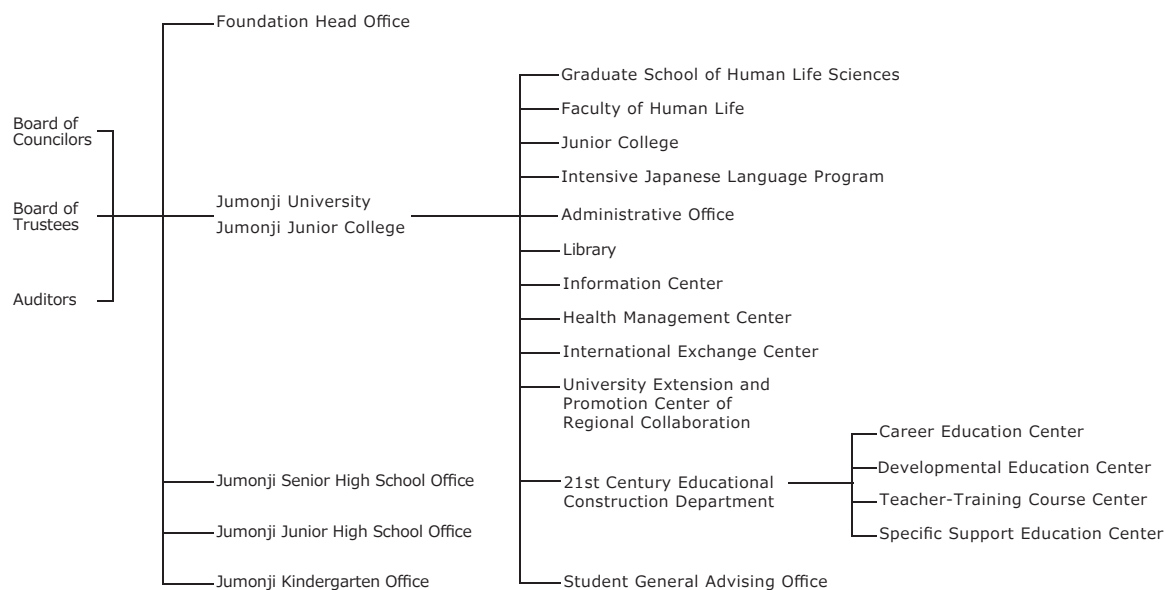 Board of
Councilors
Board of
Trustees
Auditors
Foundation Head Office
Jumonji University
Jumonji Junior College
Jumonji Senior High School Office
Jumonji Junior High School Office
Jumonji Kindergarten Office
Graduate School of Human Life Sciences
Faculty of Human Life
Junior College
Intensive Japanese Language Program
Administrative Office
Library
Information Center
Health Management Center
International Exchange Center
University Extension and
Promotion Center of
Regional Collaboration
21st Century Educational
Construction Department
Student General Advising Office
Career Education Center
Developmental Education Center
Teacher-Training Course Center
Specific Support Education Center